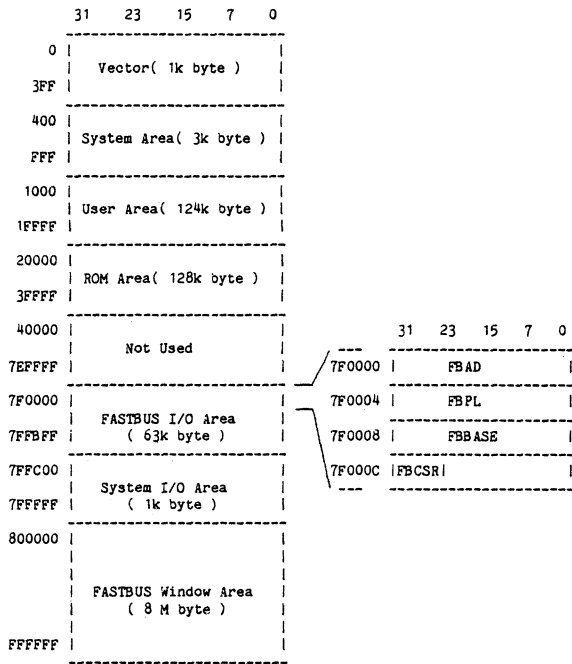 31 23 15 7 0
0
Vector( 1k byte )
3FF
400
System Area( 3k byte )
FFF
1000
User Area( 124k byte )
1FFFF
20000
ROM Area( 128k byte )
3FFFF
40000
Not Used
7EFFFF
7F0000
FASTBUS I/O Area
( 63k byte )
7FFBFF
7FFC00
System I/O Area
( 1k byte )
7FFFFF
800000
FASTBUS Window Area
( 8 M byte )
FFFFFF
31 23 15 7 0
7F0000 FBAD
7F0004 FBPL
7F0008 FBBASE
7F000C FBCSR